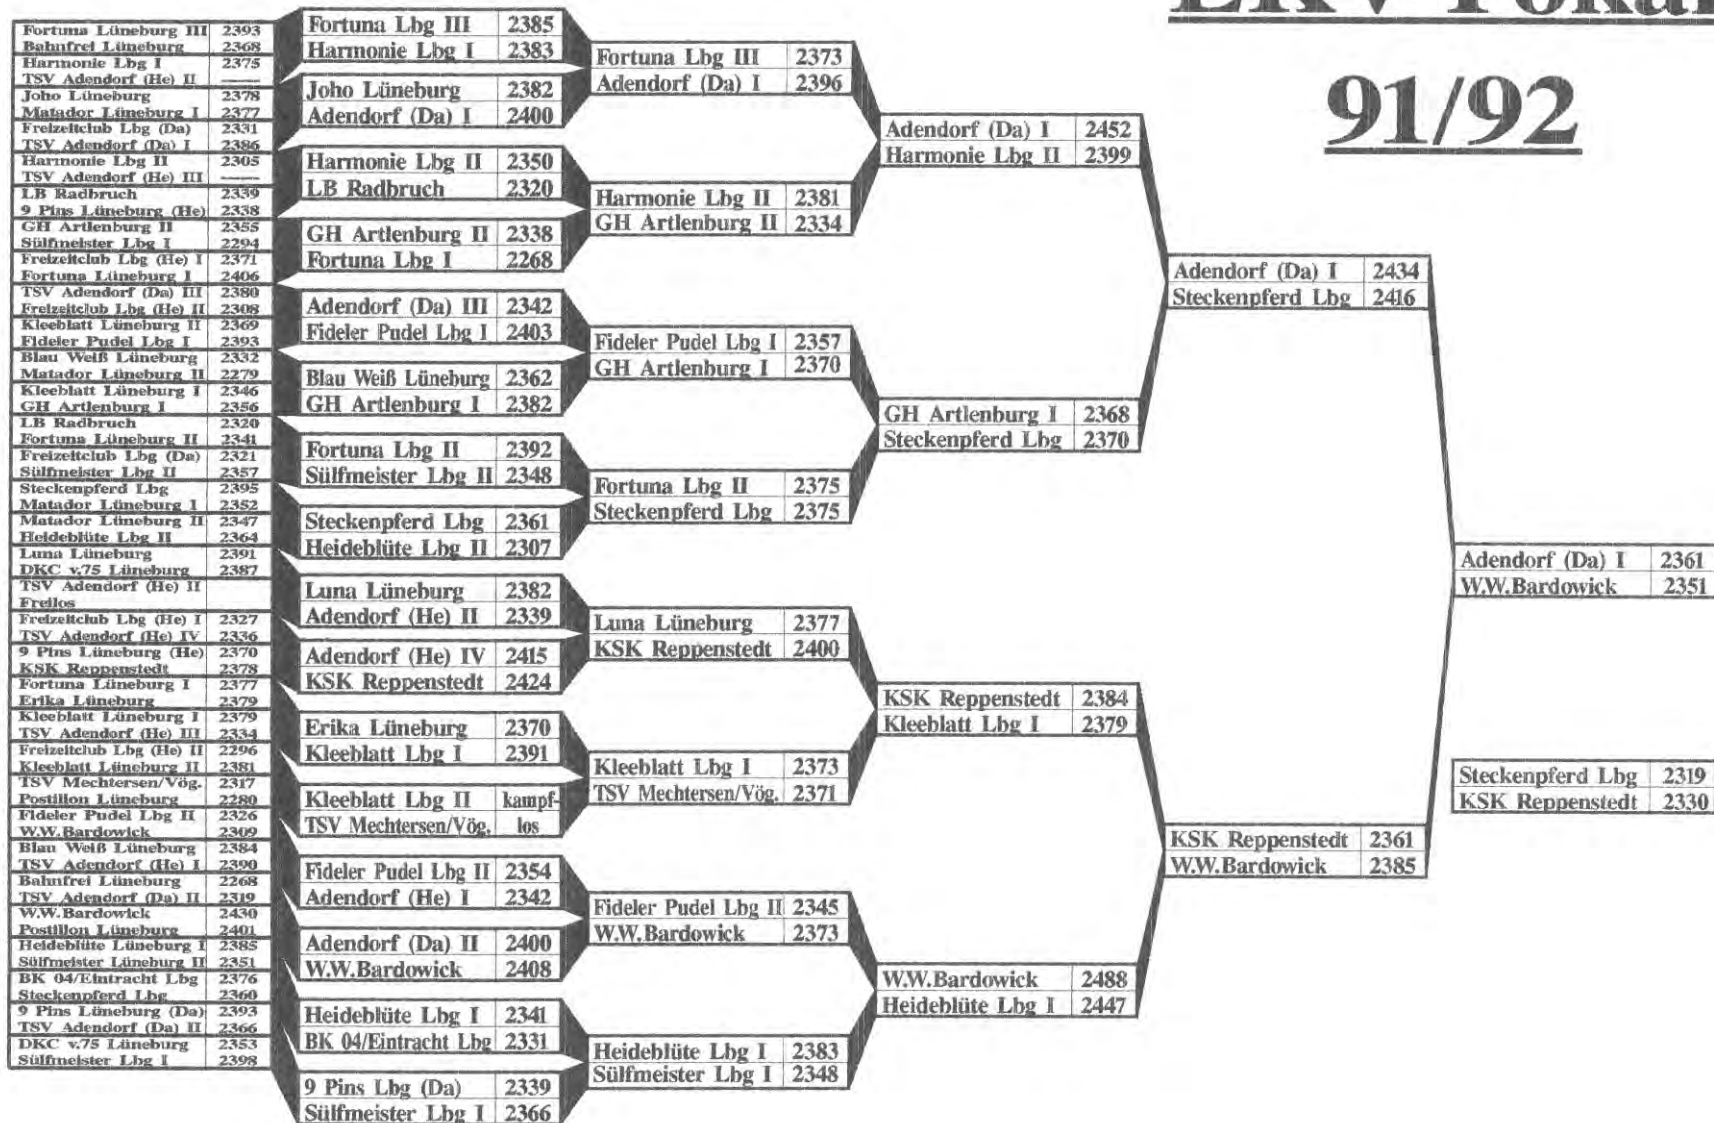 Pokal
91/92
Fortuna Lüneburg III 2393
Bahnfrei Lüneburg 2368
Harmonie Lbg I 2375
TSV Adendorf (He) II -----
Joho Lüneburg 2378
Matador Lüneburg I 2377
Freizeitclub Lbg (Da) 2331
TSV Adendorf (Da) I 2386
Harmonie Lbg II 2305
TSV Adendorf (He) III -----
LB Radbruch 2339
9 Pins Lüneburg (He) 2338
GH Artlenburg II 2355
Sülfmeister Lbg I 2294
Freizeitclub Lbg (He) I 2371
Fortuna Lüneburg I 2406
TSV Adendorf (Da) III 2380
Freizeitclub Lbg (He) II 2308
Kleeblatt Lüneburg II 2369
Fideler Pudel Lbg I 2393
Blau Weiß Lüneburg 2332
Matador Lüneburg II 2279
Kleeblatt Lüneburg I 2346
GH Artlenburg I 2356
LB Radbruch 2320
Fortuna Lüneburg II 2341
Freizeitclub Lbg (Da) 2321
Sülfmeister Lbg II 2357
Steckenpferd Lbg 2395
Matador Lüneburg I 2352
Matador Lüneburg II 2347
Heideblüte Lbg II 2364
Luna Lüneburg 2391
DKC v.75 Lüneburg 2387
TSV Adendorf (He) II
Freilos
Freizeitclub Lbg (He) I 2327
TSV Adendorf (He) IV 2336
9 Pins Lüneburg (He) 2370
KSK Reppenstedt 2378
Fortuna Lüneburg I 2377
Erika Lüneburg 2379
Kleeblatt Lüneburg I 2379
TSV Adendorf (He) III 2334
Freizeitclub Lbg (He) II 2296
Kleeblatt Lüneburg II 2381
TSV Mechtersen/Vög. 2317
Postillon Lüneburg 2280
Fideler Pudel Lbg II 2326
W.W.Bardowick 2309
Blau Weiß Lüneburg 2384
TSV Adendorf (He) I 2390
Bahnfrei Lüneburg 2268
TSV Adendorf (Da) II 2319
W.W.Bardowick 2430
Postillon Lüneburg 2401
Heideblüte Lüneburg I 2385
Sülfmeister Lüneburg II 2351
BK 04/Eintracht Lbg 2376
Steckenpferd Lbg 2360
9 Pins Lüneburg (Da) 2393
TSV Adendorf (Da) II 2366
DKC v.75 Lüneburg 2353
Sülfmeister Lbg I 2398
Fortuna Lbg III 2385
Harmonie Lbg I 2383
Joho Lüneburg 2382
Adendorf (Da) I 2400
Harmonie Lbg II 2350
LB Radbruch 2320
GH Artlenburg II 2338
Fortuna Lbg I 2268
Adendorf (Da) III 2342
Fideler Pudel Lbg I 2403
Blau Weiß Lüneburg 2362
GH Artlenburg I 2382
Fortuna Lbg II 2392
Sülfmeister Lbg II 2348
Steckenpferd Lbg 2361
Heideblüte Lbg II 2307
Luna Lüneburg 2382
Adendorf (He) II 2339
Adendorf (He) IV 2415
KSK Reppenstedt 2424
Erika Lüneburg 2370
Kleeblatt Lbg I 2391
Kleeblatt Lbg II kampf-
TSV Mechtersen/Vög. los
Fideler Pudel Lbg II 2354
Adendorf (He) I 2342
Adendorf (Da) II 2400
W.W.Bardowick 2408
Heideblüte Lbg I 2341
BK 04/Eintracht Lbg 2331
9 Pins Lbg (Da) 2339
Sülfmeister Lbg I 2366
Fortuna Lbg III 2373
Adendorf (Da) I 2396
Harmonie Lbg II 2381
GH Artlenburg II 2334
Fideler Pudel Lbg I 2357
GH Artlenburg I 2370
Fortuna Lbg II 2375
Steckenpferd Lbg 2375
Luna Lüneburg 2377
KSK Reppenstedt 2400
Kleeblatt Lbg I 2373
TSV Mechtersen/Vög. 2371
Fideler Pudel Lbg II 2345
W.W.Bardowick 2373
Heideblüte Lbg I 2383
Sülfmeister Lbg I 2348
Adendorf (Da) I 2452
Harmonie Lbg II 2399
GH Artlenburg I 2368
Steckenpferd Lbg 2370
KSK Reppenstedt 2384
Kleeblatt Lbg I 2379
W.W.Bardowick 2488
Heideblüte Lbg I 2447
Adendorf (Da) I 2434
Steckenpferd Lbg 2416
KSK Reppenstedt 2361
W.W.Bardowick 2385
Adendorf (Da) I 2361
W.W.Bardowick 2351
Steckenpferd Lbg 2319
KSK Reppenstedt 2330